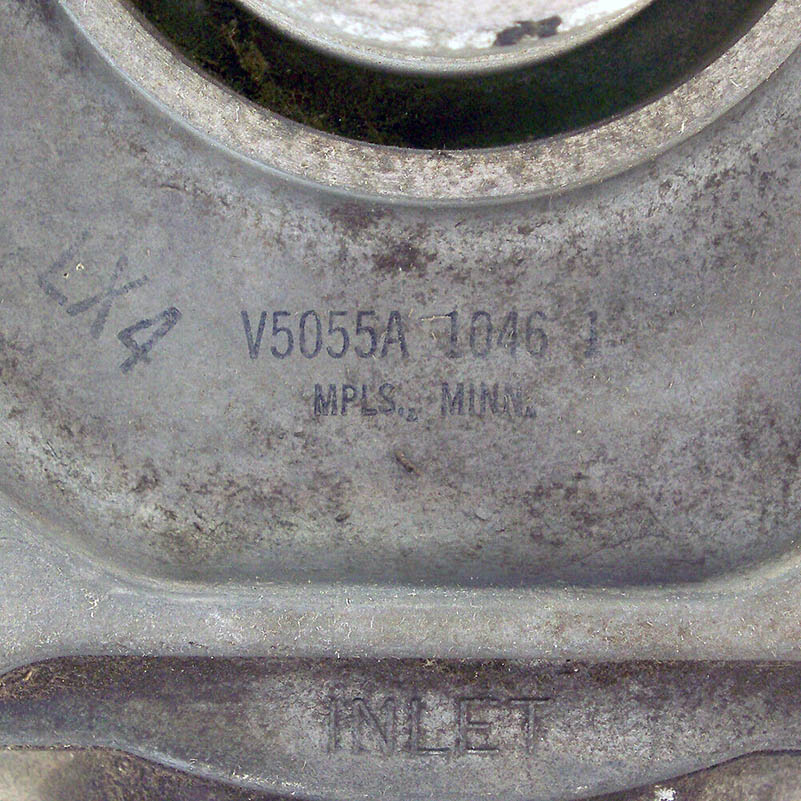 LX4
V5055A 1046 1
MPLS., MINN.
INLET